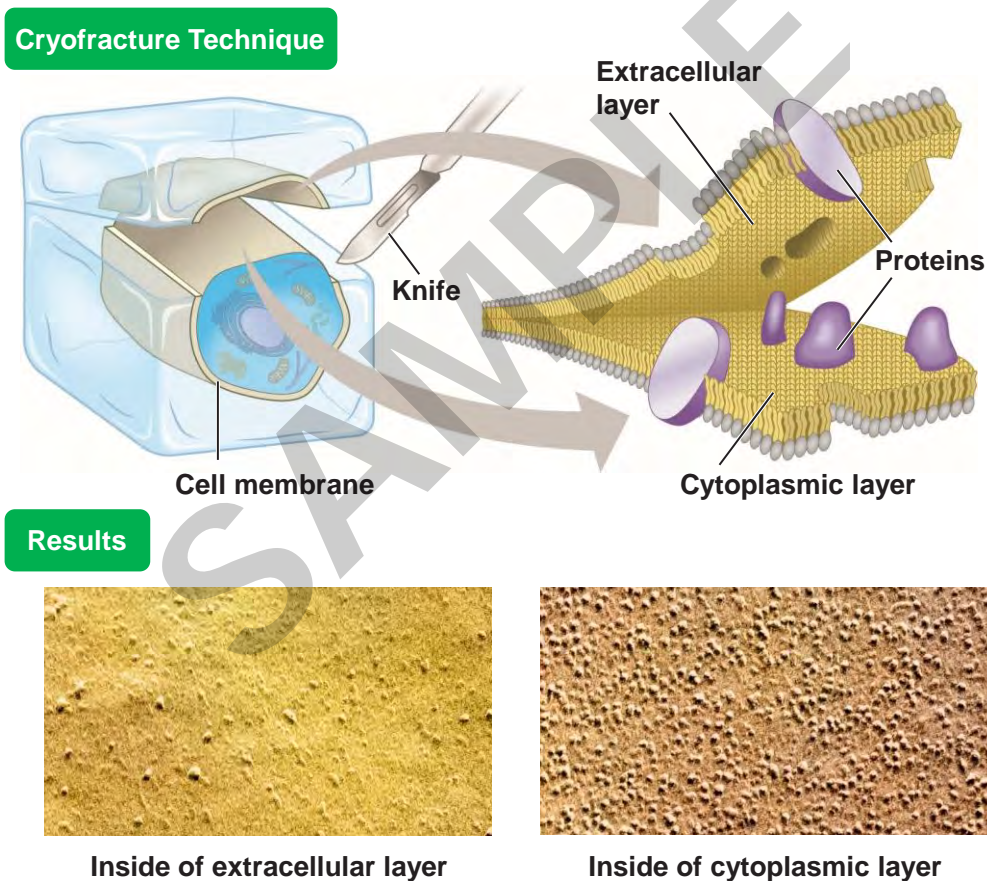 Cryofracture Technique
Extracellular
layer
Knife
Proteins
Cell membrane
Cytoplasmic layer
SAMPLE
Results
Inside of extracellular layer
Inside of cytoplasmic layer